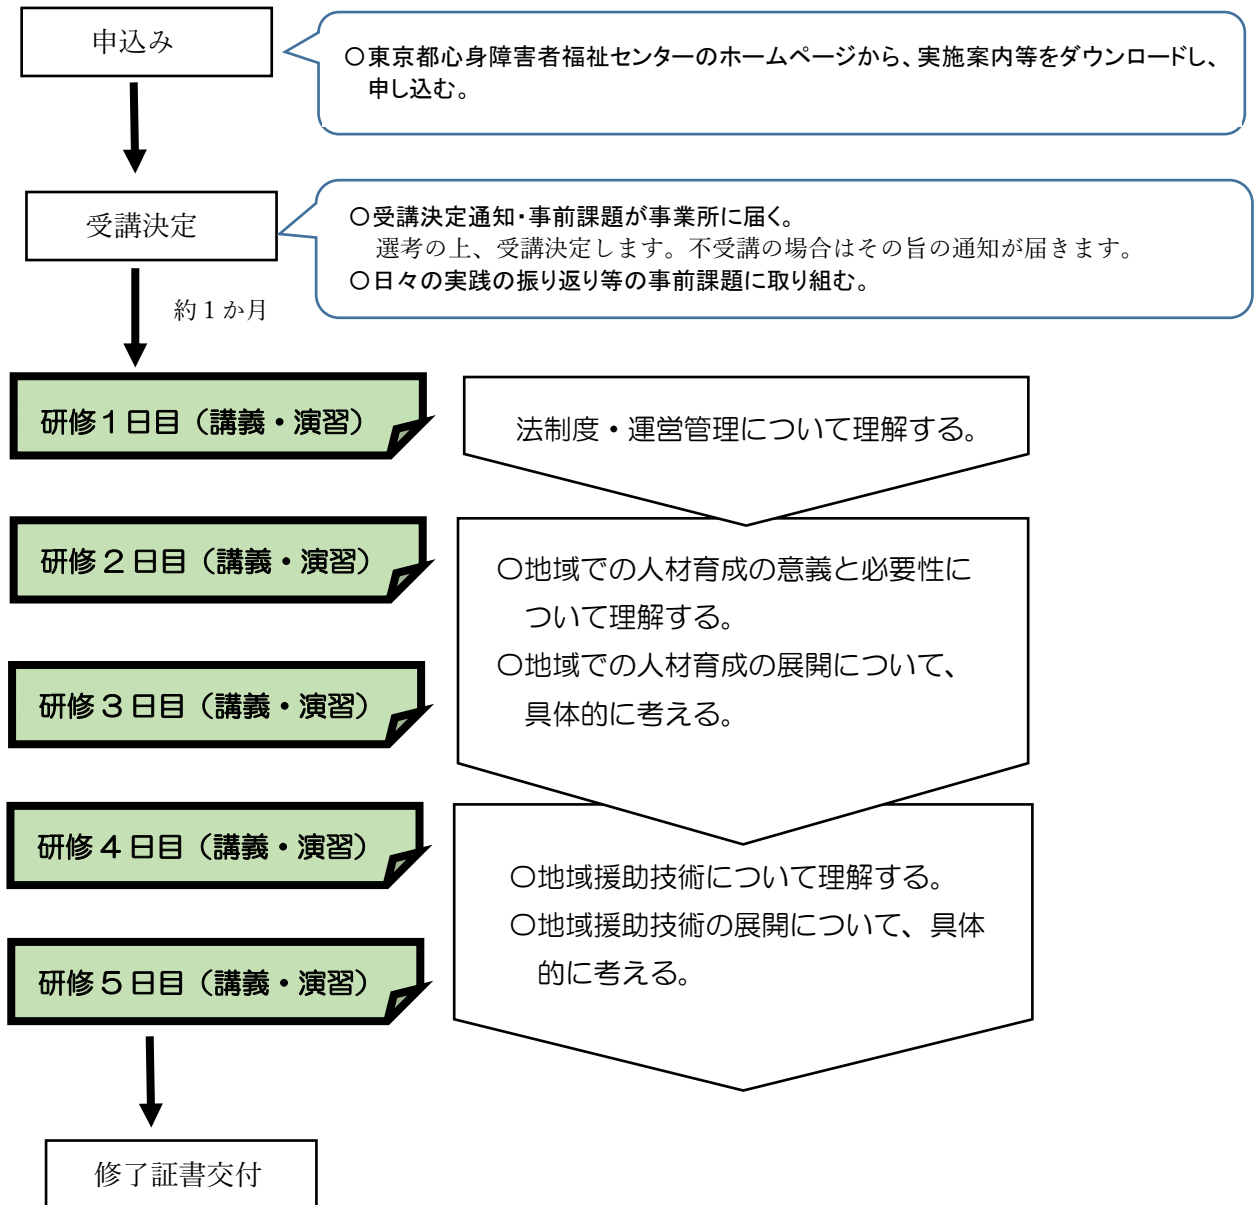 申込み
〇東京都心身障害者福祉センターのホームページから、実施案内等をダウンロードし、
申し込む。
受講決定
〇受講決定通知・事前課題が事業所に届く。
選考の上、受講決定します。不受講の場合はその旨の通知が届きます。
〇日々の実践の振り返り等の事前課題に取り組む。
約１か月
研修１日目（講義・演習）
法制度・運営管理について理解する。
研修２日目（講義・演習）
〇地域での人材育成の意義と必要性に
ついて理解する。
〇地域での人材育成の展開について、
具体的に考える。
研修３日目（講義・演習）
研修４日目（講義・演習）
〇地域援助技術について理解する。
〇地域援助技術の展開について、具体
的に考える。
研修５日目（講義・演習）
修了証書交付